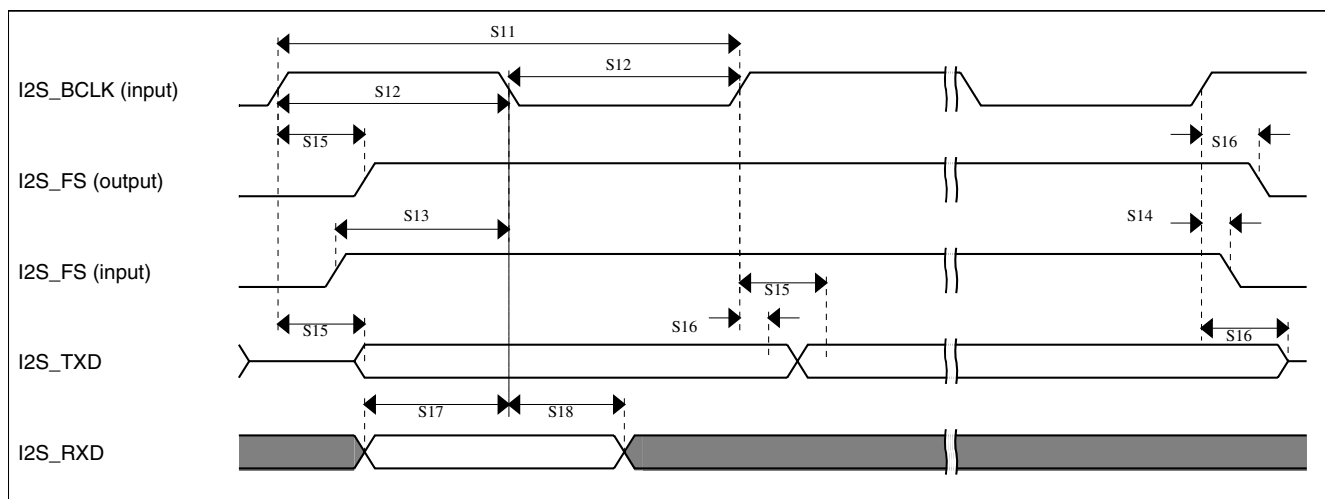 S11
I2S_BCLK (input)
S12
S12
S15
S16
I2S_FS (output)
S13
S14
I2S_FS (input)
S15
S15
S16
S16
I2S_TXD
S17
S18
I2S_RXD